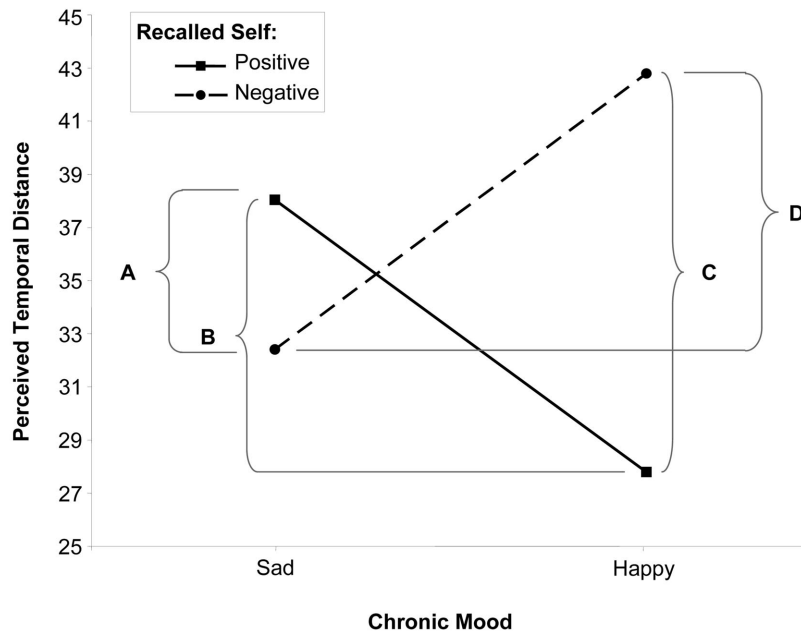 Recalled Self:
Positive
Negative
45
43
41
39
37
35
33
31
29
27
25
Perceived Temporal Distance
A
B
C
D
Sad
Happy
Chronic Mood